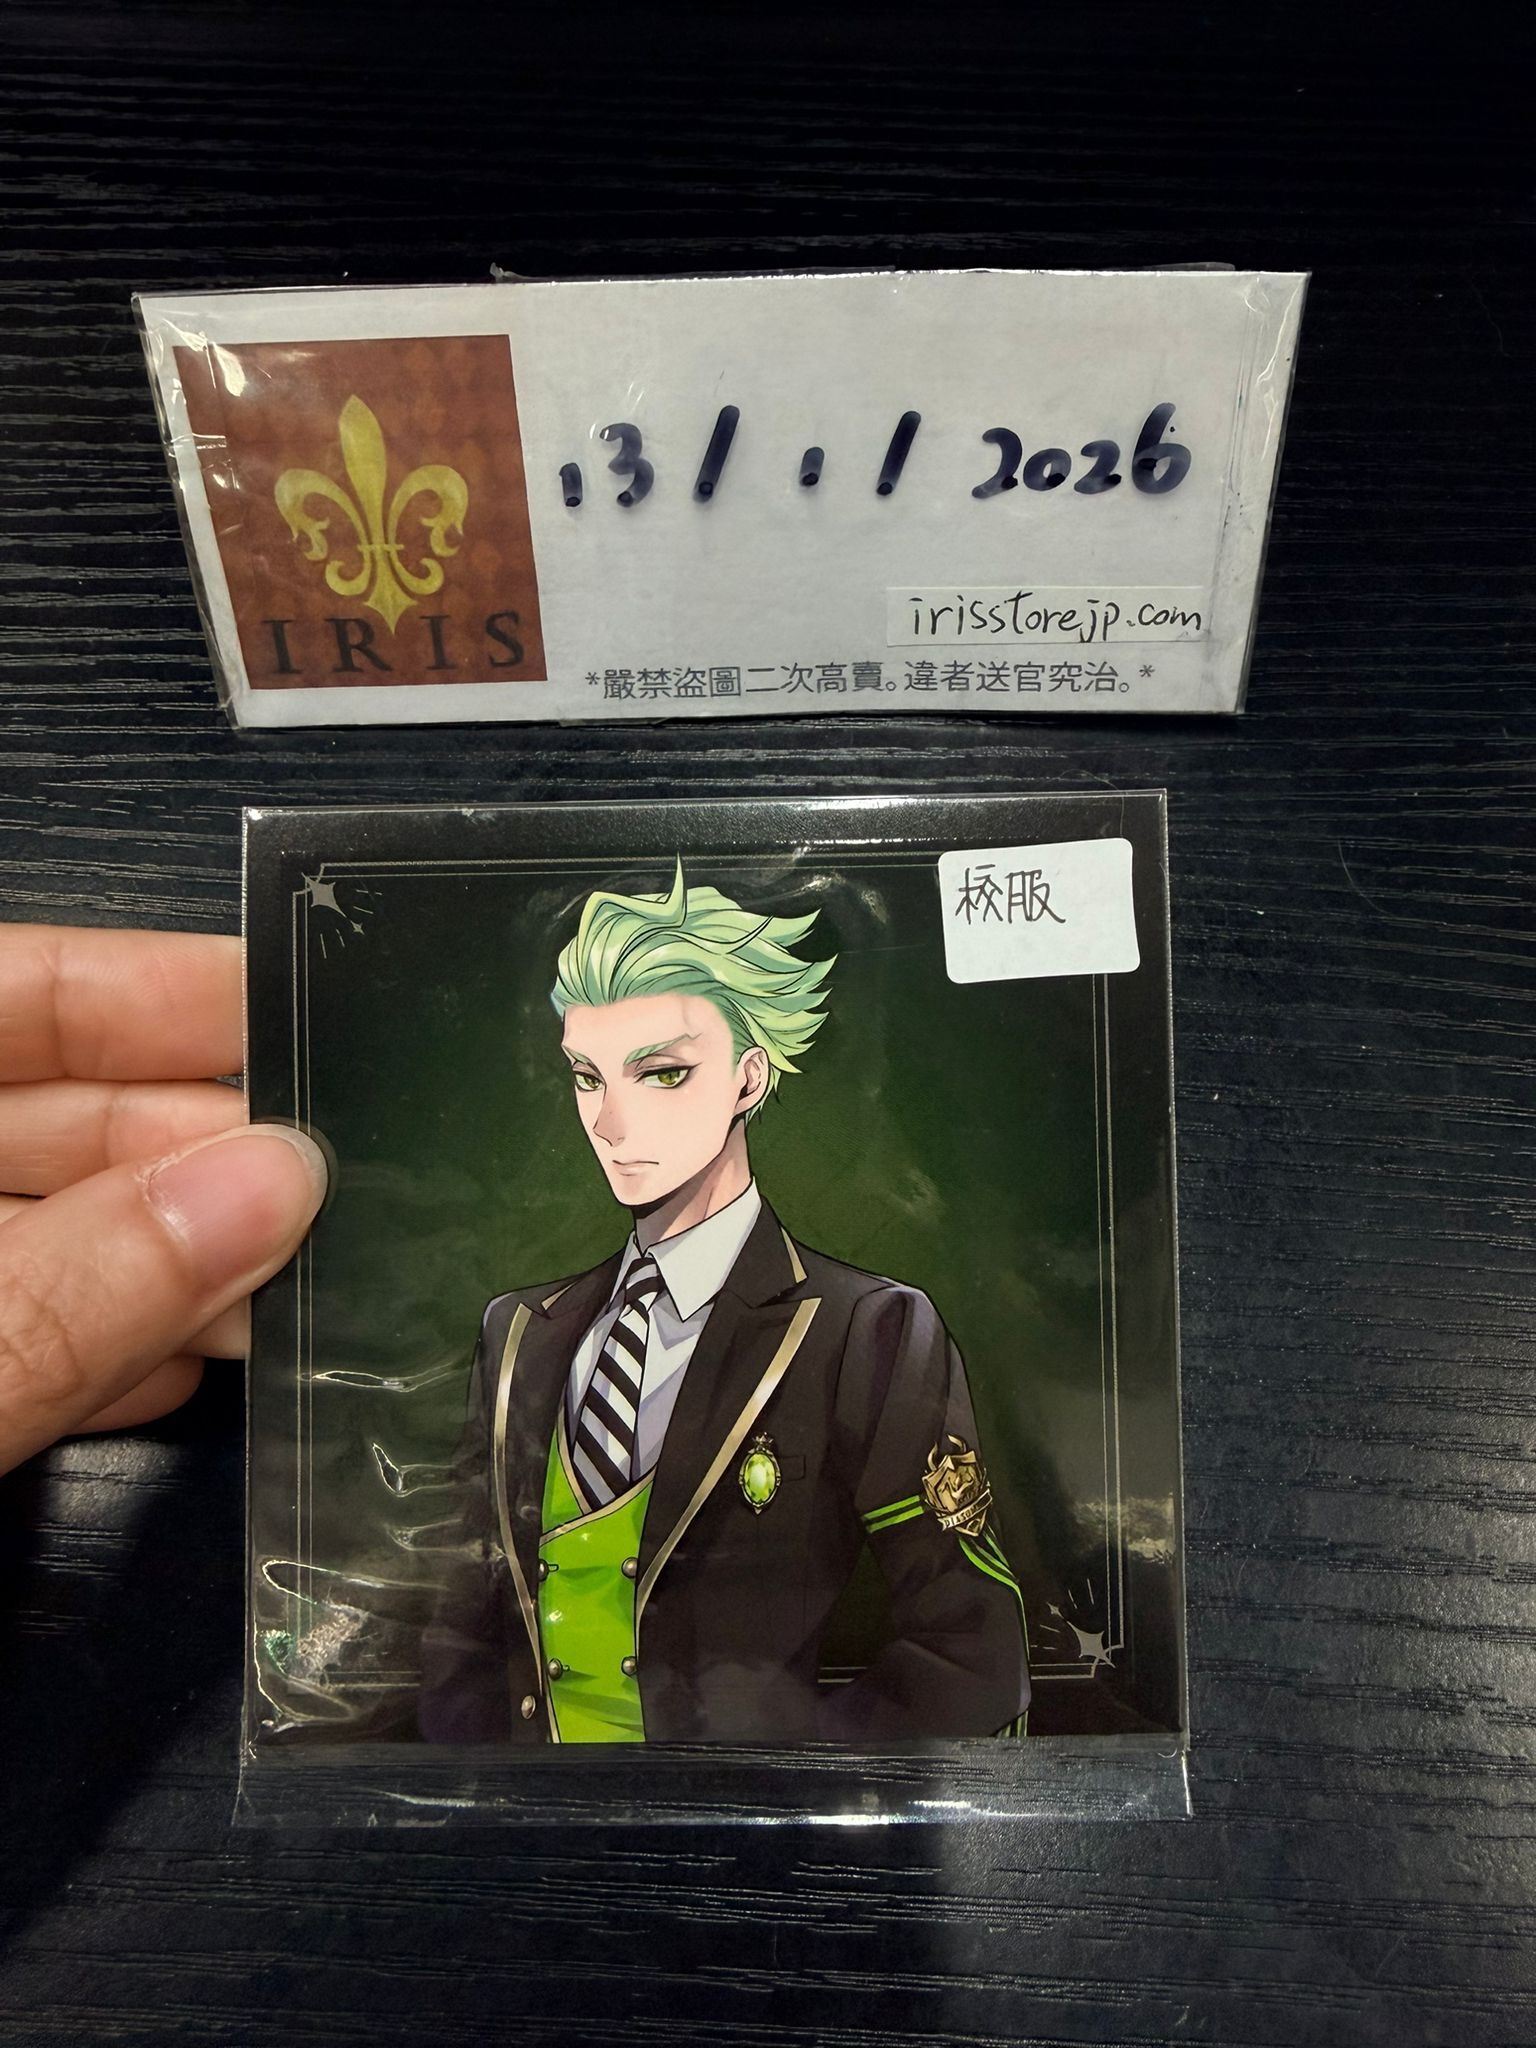 13/1/2026
IRIS
irisstorejp.com
*嚴禁盜圖二次高賣。違者送官究治。*
校服